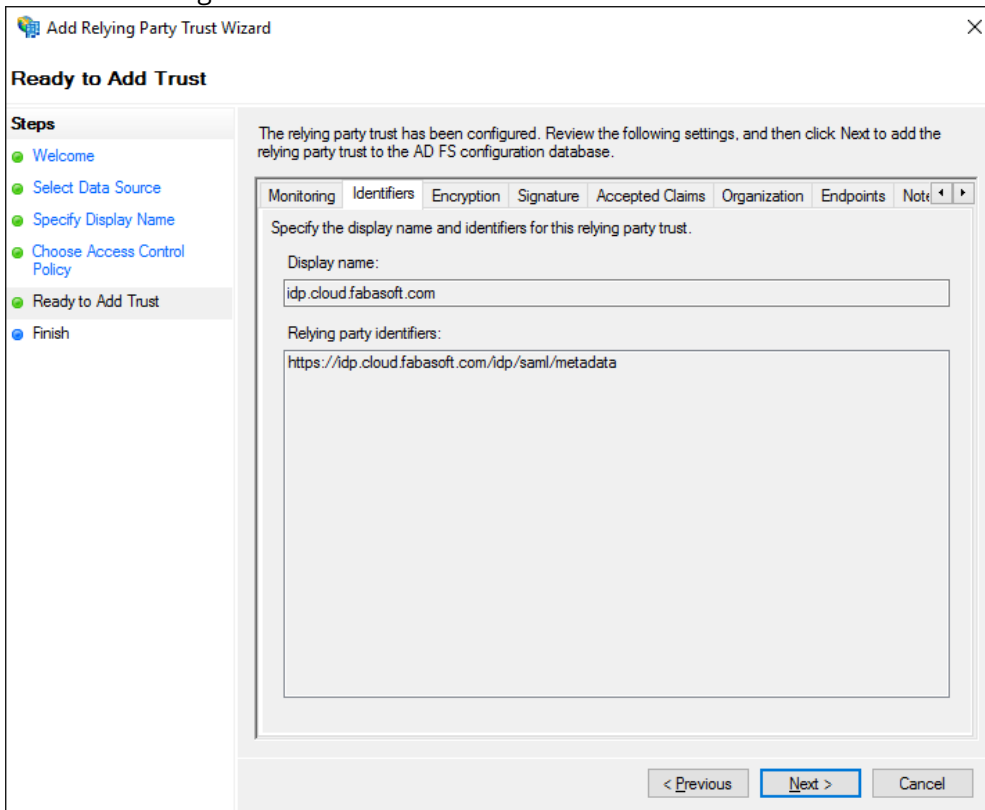 Add Relying Party Trust Wizard
Ready to Add Trust
Steps
Welcome
Select Data Source
Specify Display Name
Choose Access Control
Policy
Ready to Add Trust
Finish
The relying party trust has been configured. Review the following settings, and then click Next to add the
relying party trust to the AD FS configuration database.
Monitoring Identifiers Encryption Signature Accepted Claims Organization Endpoints
Specify the display name and identifiers for this relying party trust.
Display name:
idp.cloud.fabasoft.com
Relying party identifiers:
https://idp.cloud.fabasoft.com/idp/saml/metadata
< Previous Next > Cancel